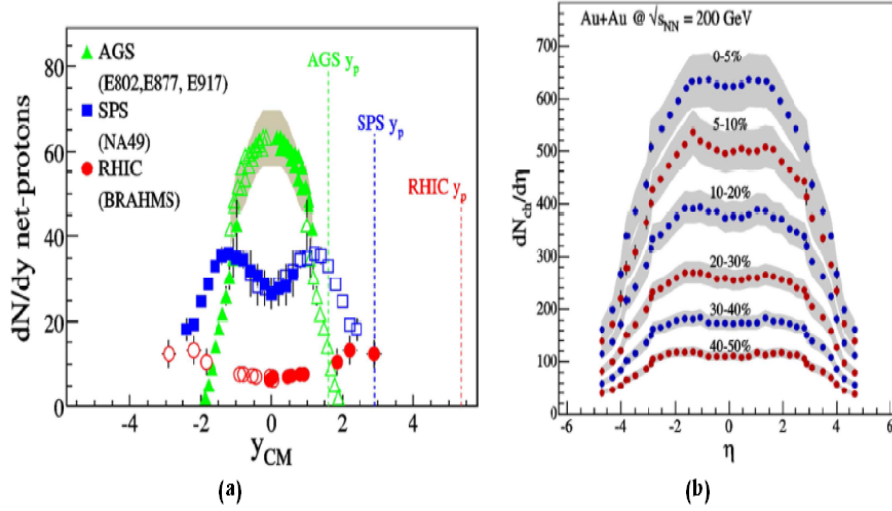 AGS
(E802,E877, E917)
SPS
(NA49)
RHIC
(BRAHMS)
AGS y_p
SPS y_p
RHIC y_p
dN/dy net-protons
80
60
40
20
0
-4
-2
0
2
4
y_CM
(a)
Au+Au @ √s_NN = 200 GeV
dN_ch/dη
700
600
500
400
300
200
100
0
0-5%
5-10%
10-20%
20-30%
30-40%
40-50%
-6
-4
-2
0
2
4
6
η
(b)